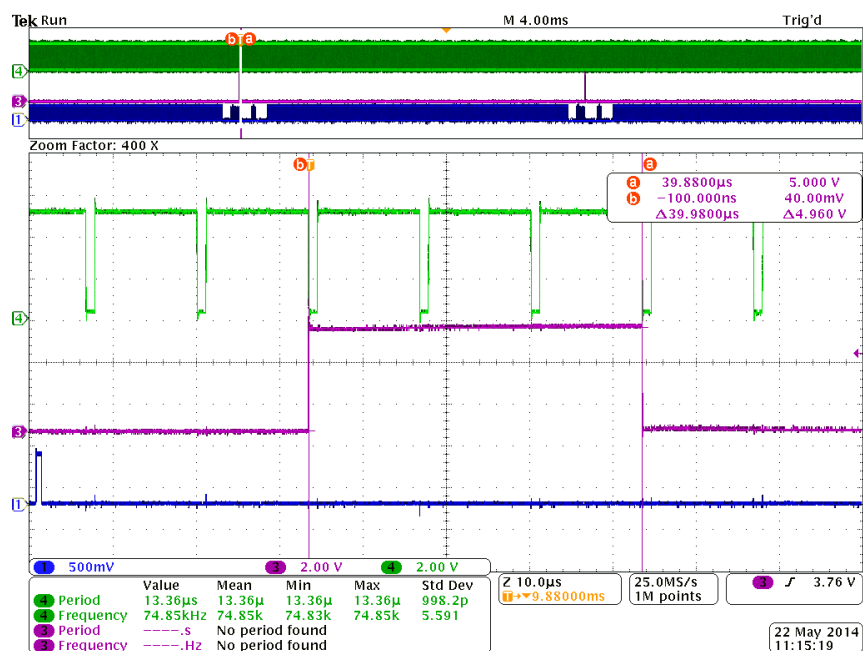 Tek Run M 4.00ms Trig'd
b T a
4
3
1
Zoom Factor: 400 X
b T a
a 39.8800µs 5.000 V
b −100.000ns 40.00mV
Δ39.9800µs Δ4.960 V
4
3
1
1 500mV 3 2.00 V 4 2.00 V
Value Mean Min Max Std Dev
4 Period 13.36µs 13.36µ 13.36µ 13.36µ 998.2p
4 Frequency 74.85kHz 74.85k 74.83k 74.85k 5.591
3 Period ----.s No period found
3 Frequency ----.Hz No period found
Z 10.0µs
T→▼9.88000ms
25.0MS/s
1M points
3 ƒ 3.76 V
22 May 2014
11:15:19